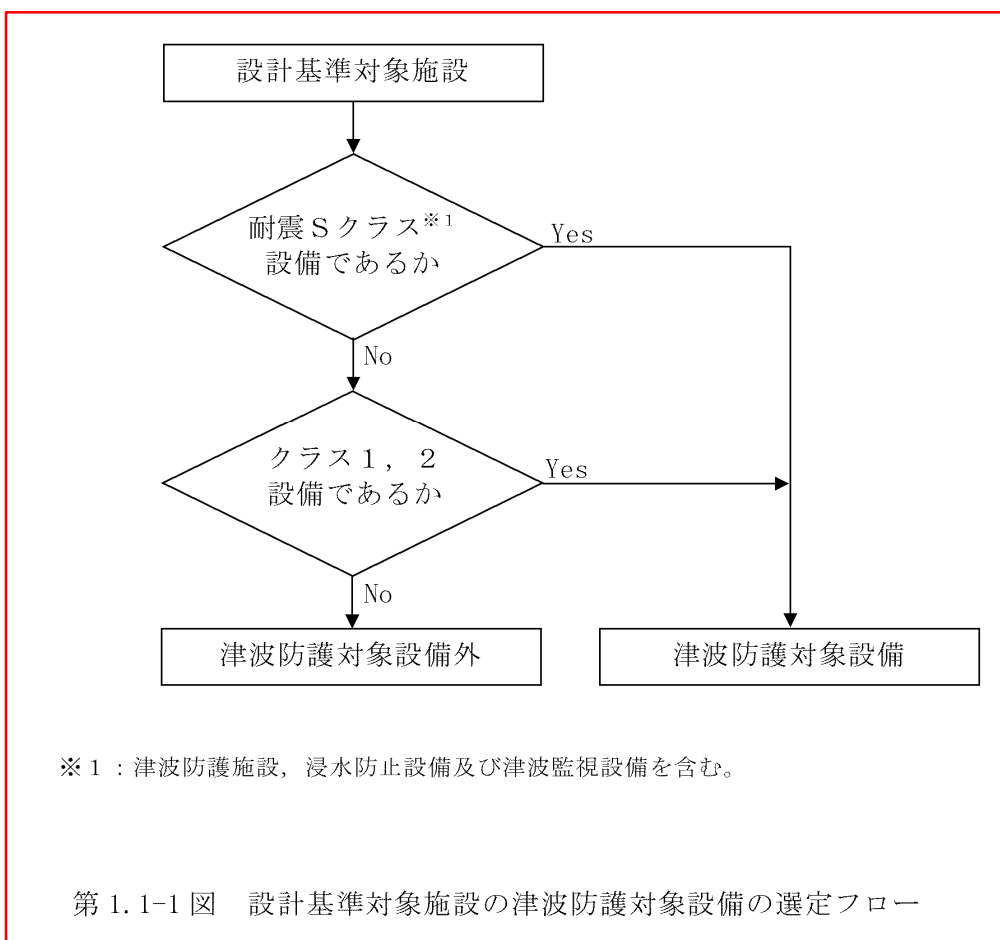 設計基準対象施設
耐震Sクラス※1
設備であるか
Yes
No
クラス1,2
設備であるか
Yes
No
津波防護対象設備外
津波防護対象設備
※1:津波防護施設,浸水防止設備及び津波監視設備を含む。
第1.1-1図 設計基準対象施設の津波防護対象設備の選定フロー